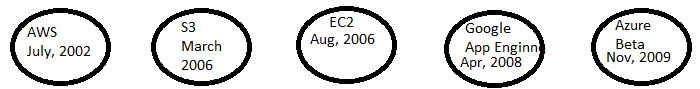 AWS
July, 2002
S3
March
2006
EC2
Aug, 2006
Google
App Enginne
Apr, 2008
Azure
Beta
Nov, 2009